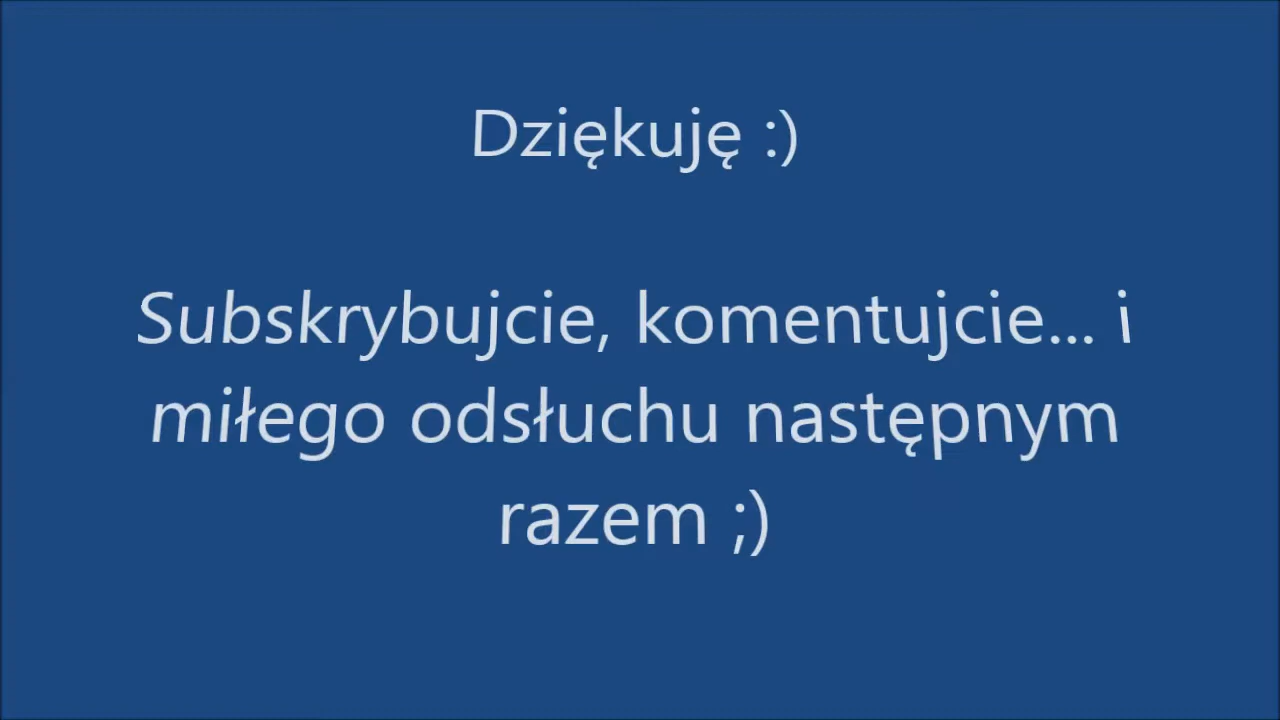 Dziękuję :)
Subskrybujcie, komentujcie... i
miłego odsłuchu następnym
razem ;)